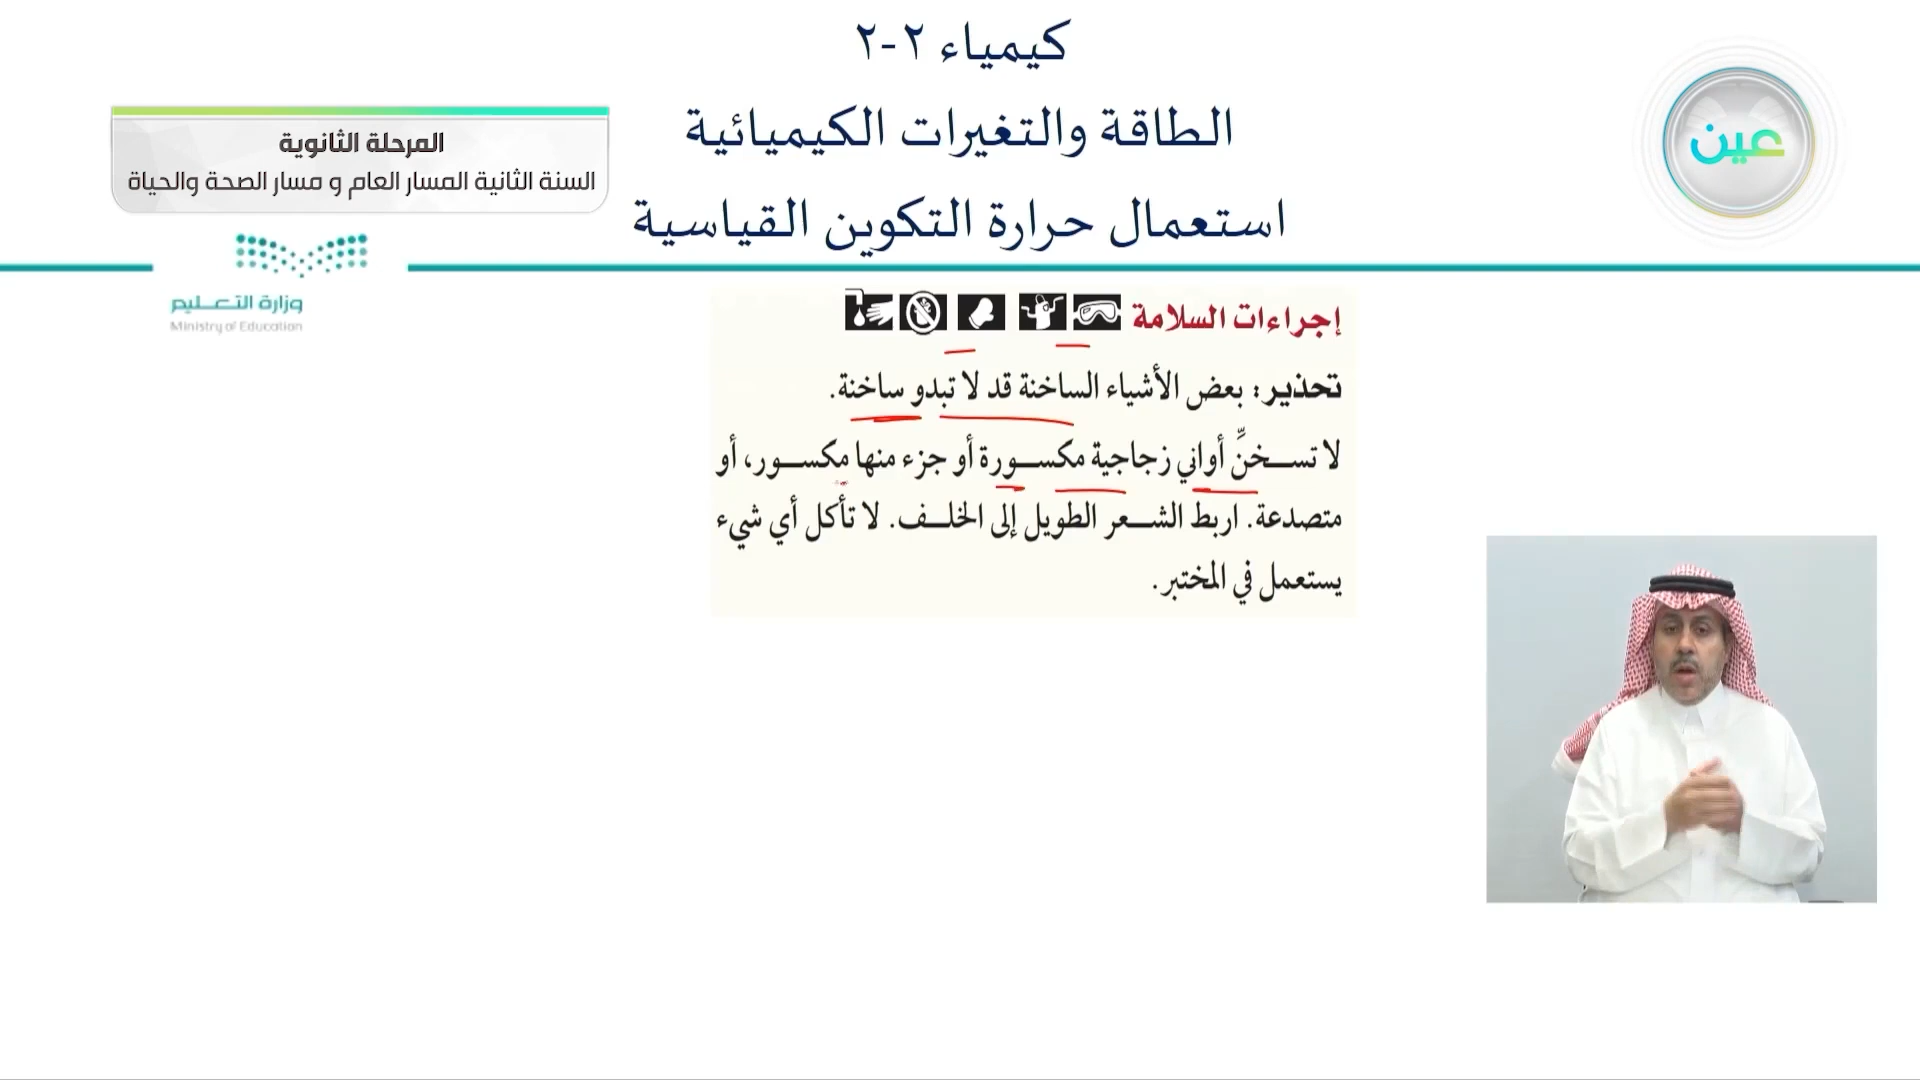 كيمياء ٢-٢
الطاقة والتغيرات الكيميائية
استعمال حرارة التكوين القياسية
عين
المرحلة الثانوية
السنة الثانية المسار العام و مسار الصحة والحياة
وزارة التعليم
Ministry of Education
إجراءات السلامة
تحذير: بعض الأشياء الساخنة قد لا تبدو ساخنة.
لا تسخنِّ أواني زجاجية مكسورة أو جزء منها مكسور، أو
متصدعة. اربط الشعر الطويل إلى الخلف. لا تأكل أي شيء
يستعمل في المختبر.